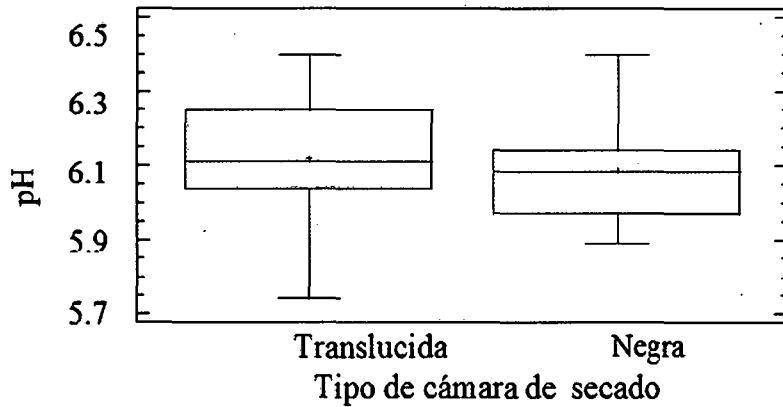 6.5
6.3
6.1
5.9
5.7
pH
Translucida Negra
Tipo de cámara de secado